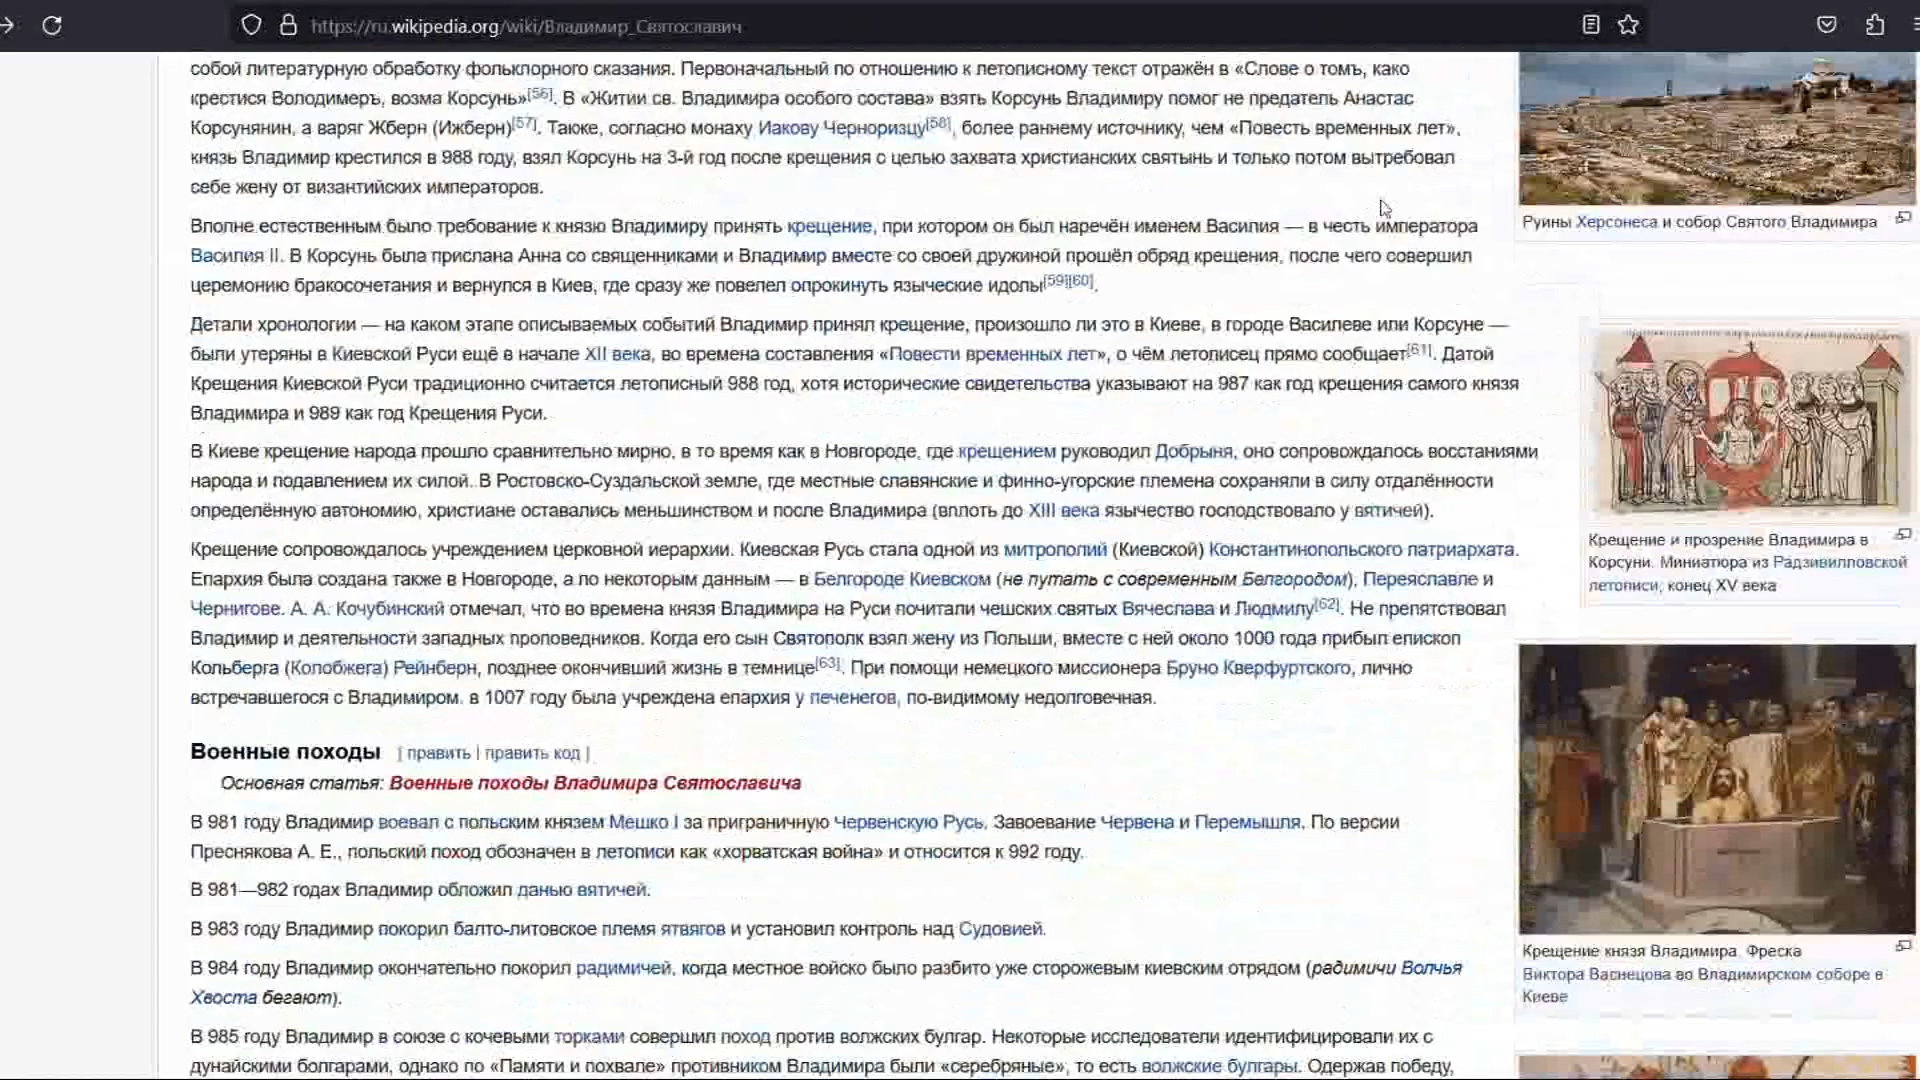 https://ru.wikipedia.org/wiki/Владимир_Святославич
собой литературную обработку фольклорного сказания. Первоначальный по отношению к летописному текст отражён в «Слове о томъ, како
крестися Володимеръ, возма Корсунь»[56]. В «Житии св. Владимира особого состава» взять Корсунь Владимиру помог не предатель Анастас
Корсунянин, а варяг Жберн (Ижберн)[57]. Также, согласно монаху Иакову Черноризцу[58], более раннему источнику, чем «Повесть временных лет»,
князь Владимир крестился в 988 году, взял Корсунь на 3-й год после крещения с целью захвата христианских святынь и только потом вытребовал
себе жену от византийских императоров.
Вполне естественным было требование к князю Владимиру принять крещение, при котором он был наречён именем Василия — в честь императора
Василия II. В Корсунь была прислана Анна со священниками и Владимир вместе со своей дружиной прошёл обряд крещения, после чего совершил
церемонию бракосочетания и вернулся в Киев, где сразу же повелел опрокинуть языческие идолы[59][60].
Детали хронологии — на каком этапе описываемых событий Владимир принял крещение, произошло ли это в Киеве, в городе Василеве или Корсуне —
были утеряны в Киевской Руси ещё в начале XII века, во времена составления «Повести временных лет», о чём летописец прямо сообщает[61]. Датой
Крещения Киевской Руси традиционно считается летописный 988 год, хотя исторические свидетельства указывают на 987 как год крещения самого князя
Владимира и 989 как год Крещения Руси.
В Киеве крещение народа прошло сравнительно мирно, в то время как в Новгороде, где крещением руководил Добрыня, оно сопровождалось восстаниями
народа и подавлением их силой. В Ростовско-Суздальской земле, где местные славянские и финно-угорские племена сохраняли в силу отдалённости
определённую автономию, христиане оставались меньшинством и после Владимира (вплоть до XIII века язычество господствовало у вятичей).
Крещение сопровождалось учреждением церковной иерархии. Киевская Русь стала одной из митрополий (Киевской) Константинопольского патриархата.
Епархия была создана также в Новгороде, а по некоторым данным — в Белгороде Киевском (не путать с современным Белгородом), Переяславле и
Чернигове. А. А. Кочубинский отмечал, что во времена князя Владимира на Руси почитали чешских святых Вячеслава и Людмилу[62]. Не препятствовал
Владимир и деятельности западных проповедников. Когда его сын Святополк взял жену из Польши, вместе с ней около 1000 года прибыл епископ
Кольберга (Колобжега) Рейнберн, позднее окончивший жизнь в темнице[63]. При помощи немецкого миссионера Бруно Кверфуртского, лично
встречавшегося с Владимиром, в 1007 году была учреждена епархия у печенегов, по-видимому недолговечная.
Военные походы [ править | править код ]
Основная статья: Военные походы Владимира Святославича
В 981 году Владимир воевал с польским князем Мешко I за приграничную Червенскую Русь. Завоевание Червена и Перемышля. По версии
Преснякова А. Е., польский поход обозначен в летописи как «хорватская война» и относится к 992 году.
В 981—982 годах Владимир обложил данью вятичей.
В 983 году Владимир покорил балто-литовское племя ятвягов и установил контроль над Судовией.
В 984 году Владимир окончательно покорил радимичей, когда местное войско было разбито уже сторожевым киевским отрядом (радимичи Волчья
Хвоста бегают).
В 985 году Владимир в союзе с кочевыми торками совершил поход против волжских булгар. Некоторые исследователи идентифицировали их с
дунайскими болгарами, однако по «Памяти и похвале» противником Владимира были «серебряные», то есть волжские булгары. Одержав победу,
Руины Херсонеса и собор Святого Владимира
Крещение и прозрение Владимира в
Корсуни. Миниатюра из Радзивилловской
летописи, конец XV века
Крещение князя Владимира. Фреска
Виктора Васнецова во Владимирском соборе в
Киеве